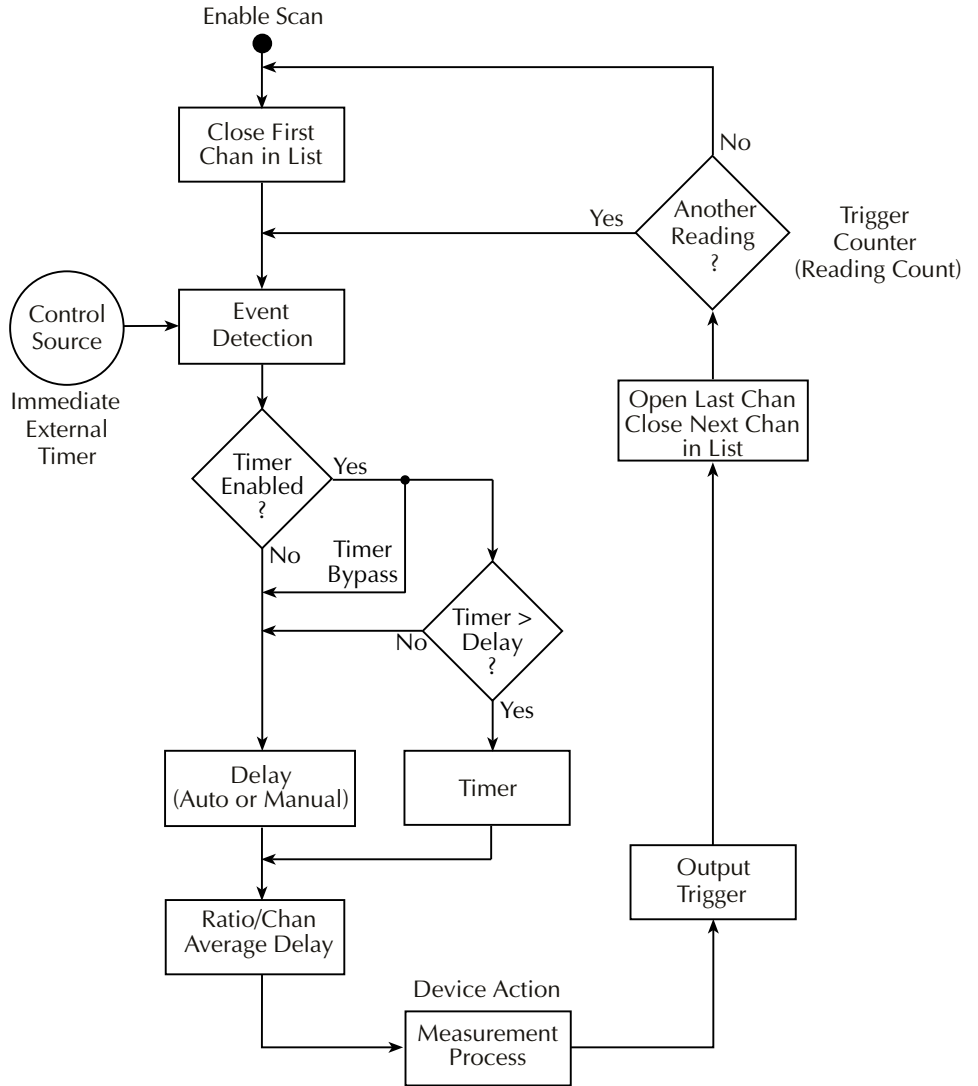 Enable Scan
Close First
Chan in List
No
Another
Reading
?
Yes
Trigger
Counter
(Reading Count)
Control
Source
Immediate
External
Timer
Event
Detection
Open Last Chan
Close Next Chan
in List
Timer
Enabled
?
Yes
No
Timer
Bypass
Timer >
Delay
?
No
Yes
Delay
(Auto or Manual)
Timer
Output
Trigger
Ratio/Chan
Average Delay
Device Action
Measurement
Process